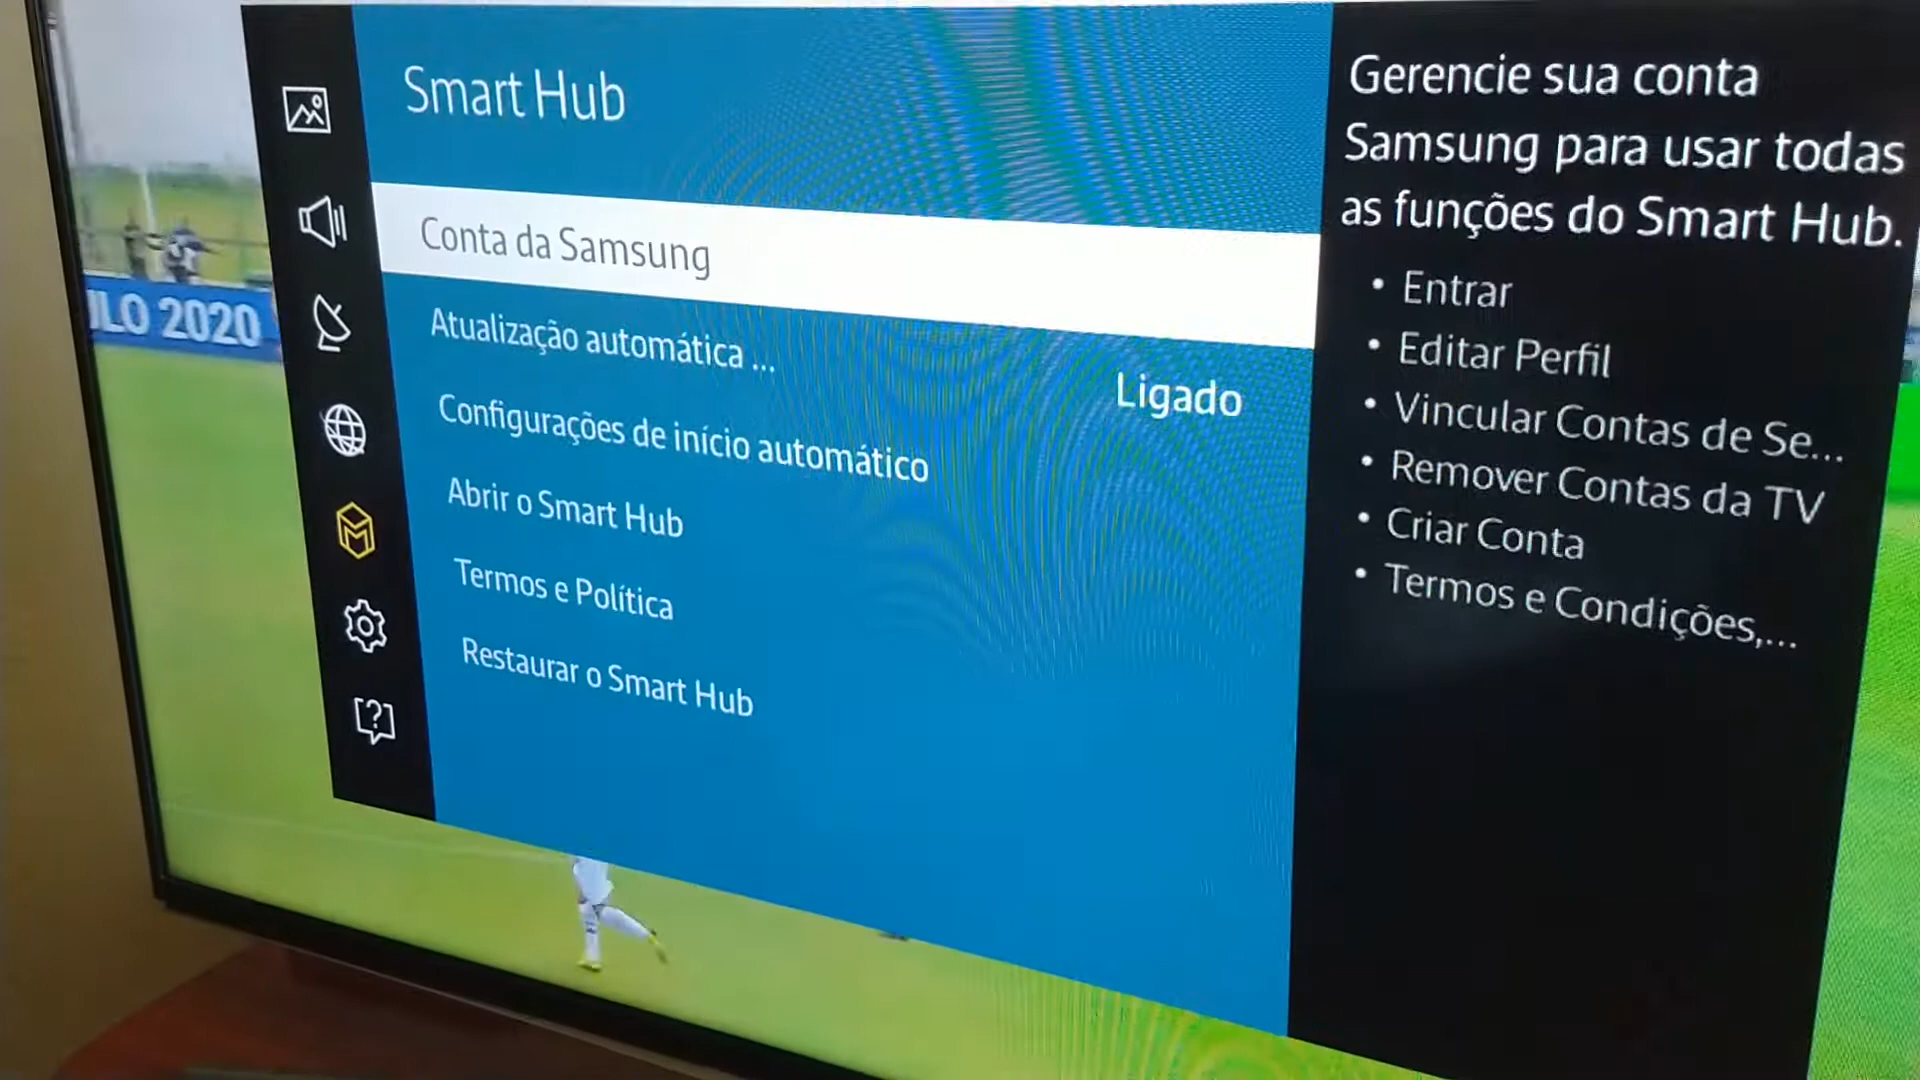 Smart Hub
Conta da Samsung
Atualização automática ...
Ligado
Configurações de início automático
Abrir o Smart Hub
Termos e Política
Restaurar o Smart Hub
Gerencie sua conta
Samsung para usar todas
as funções do Smart Hub.
• Entrar
• Editar Perfil
• Vincular Contas de Se...
• Remover Contas da TV
• Criar Conta
• Termos e Condições,...
ULO 2020